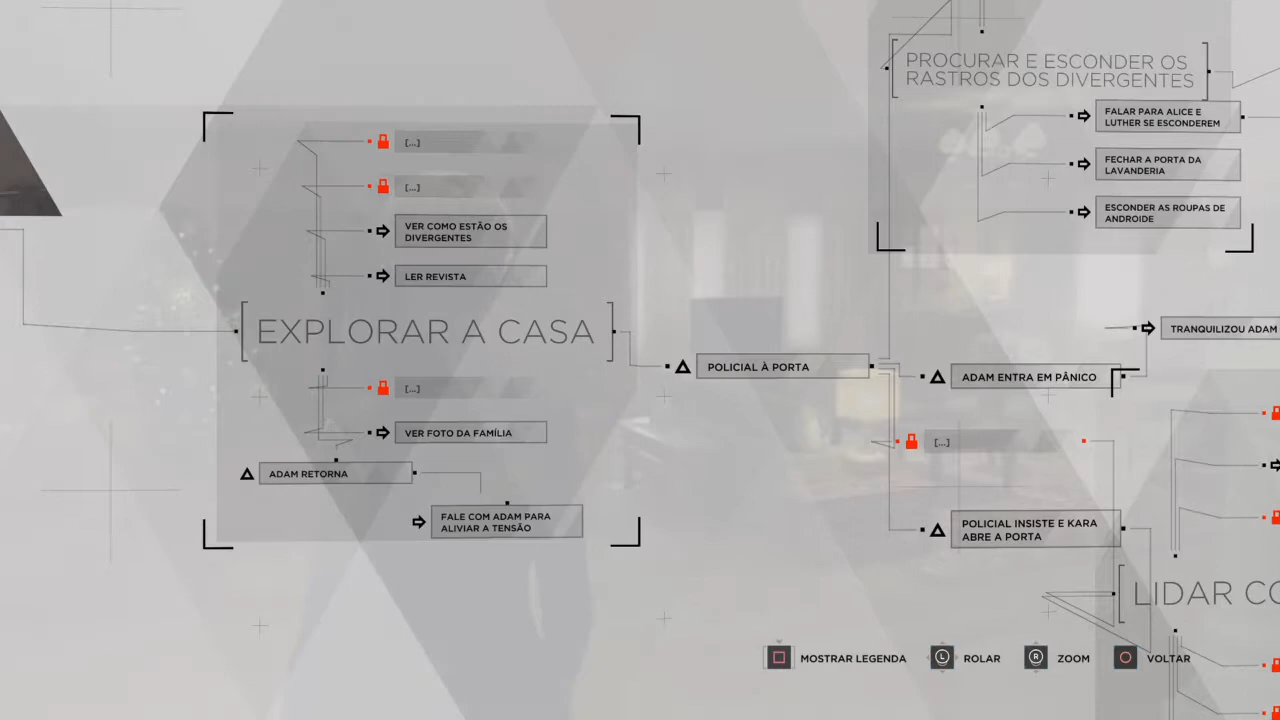 PROCURAR E ESCONDER OS
RASTROS DOS DIVERGENTES
FALAR PARA ALICE E
LUTHER SE ESCONDEREM
FECHAR A PORTA DA
LAVANDERIA
ESCONDER AS ROUPAS DE
ANDROIDE
[...]
[...]
VER COMO ESTÃO OS
DIVERGENTES
LER REVISTA
EXPLORAR A CASA
[...]
VER FOTO DA FAMÍLIA
ADAM RETORNA
FALE COM ADAM PARA
ALIVIAR A TENSÃO
POLICIAL À PORTA
TRANQUILIZOU ADAM
ADAM ENTRA EM PÂNICO
[...]
POLICIAL INSISTE E KARA
ABRE A PORTA
LIDAR CO
MOSTRAR LEGENDA
L
ROLAR
R
ZOOM
VOLTAR